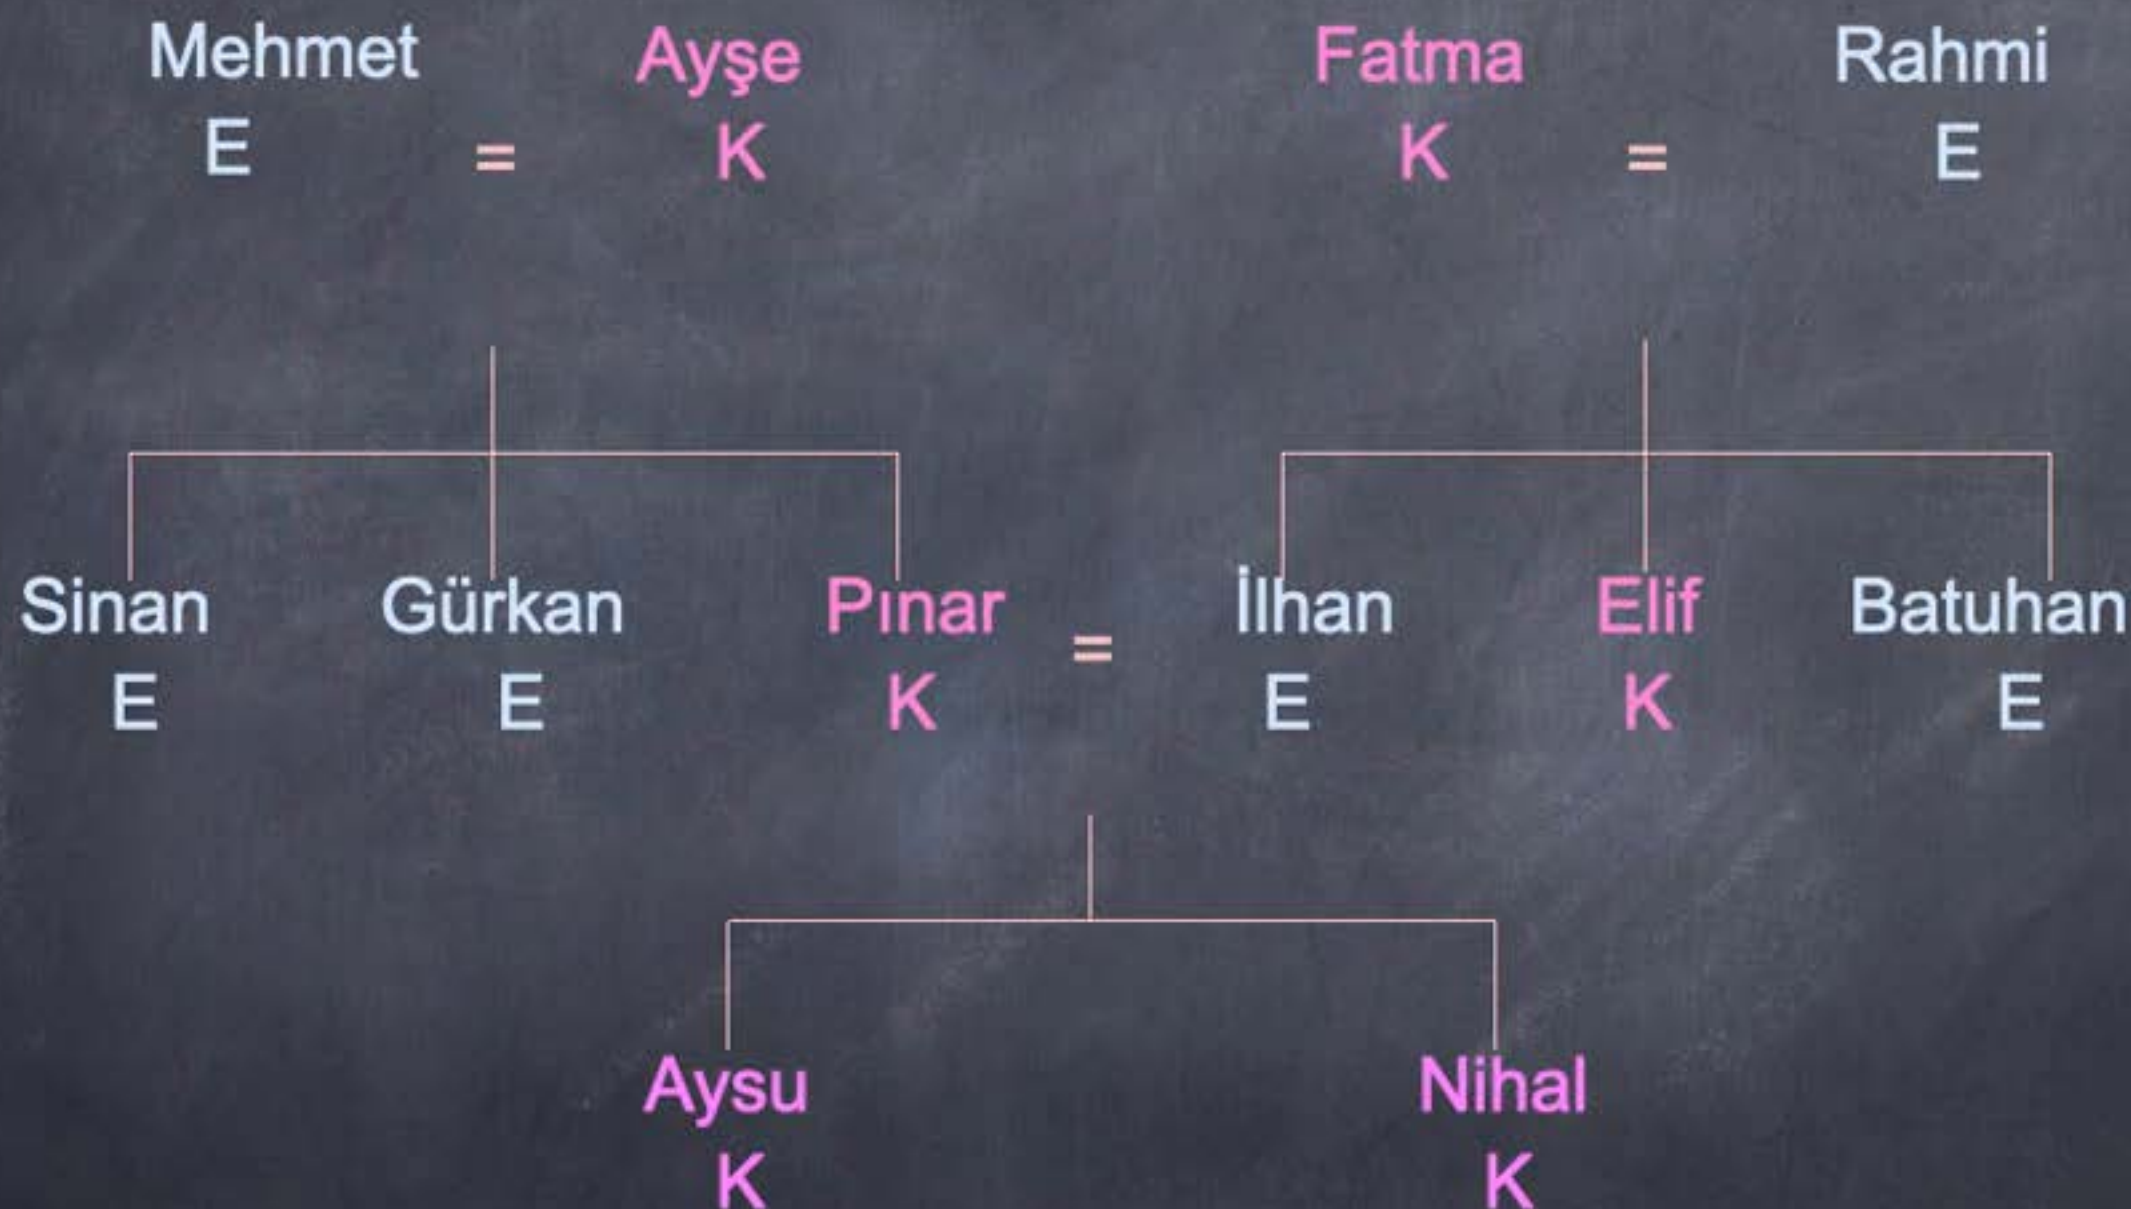 Mehmet Ayşe Fatma Rahmi
E = K K = E
Sinan Gürkan Pınar = İlhan Elif Batuhan
E E K E K E
Aysu Nihal
K K